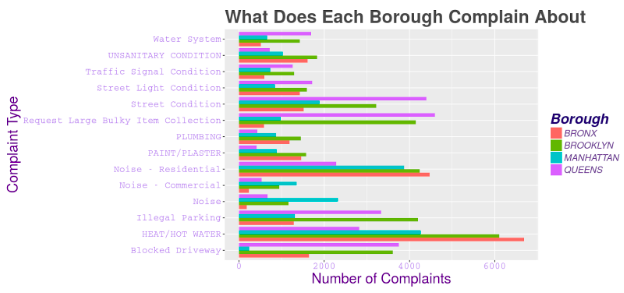 What Does Each Borough Complain About
Complaint Type
Water System
UNSANITARY CONDITION
Traffic Signal Condition
Street Light Condition
Street Condition
Request Large Bulky Item Collection
PLUMBING
PAINT/PLASTER
Noise - Residential
Noise - Commercial
Noise
Illegal Parking
HEAT/HOT WATER
Blocked Driveway
0 2000 4000 6000
Number of Complaints
Borough
BRONX
BROOKLYN
MANHATTAN
QUEENS